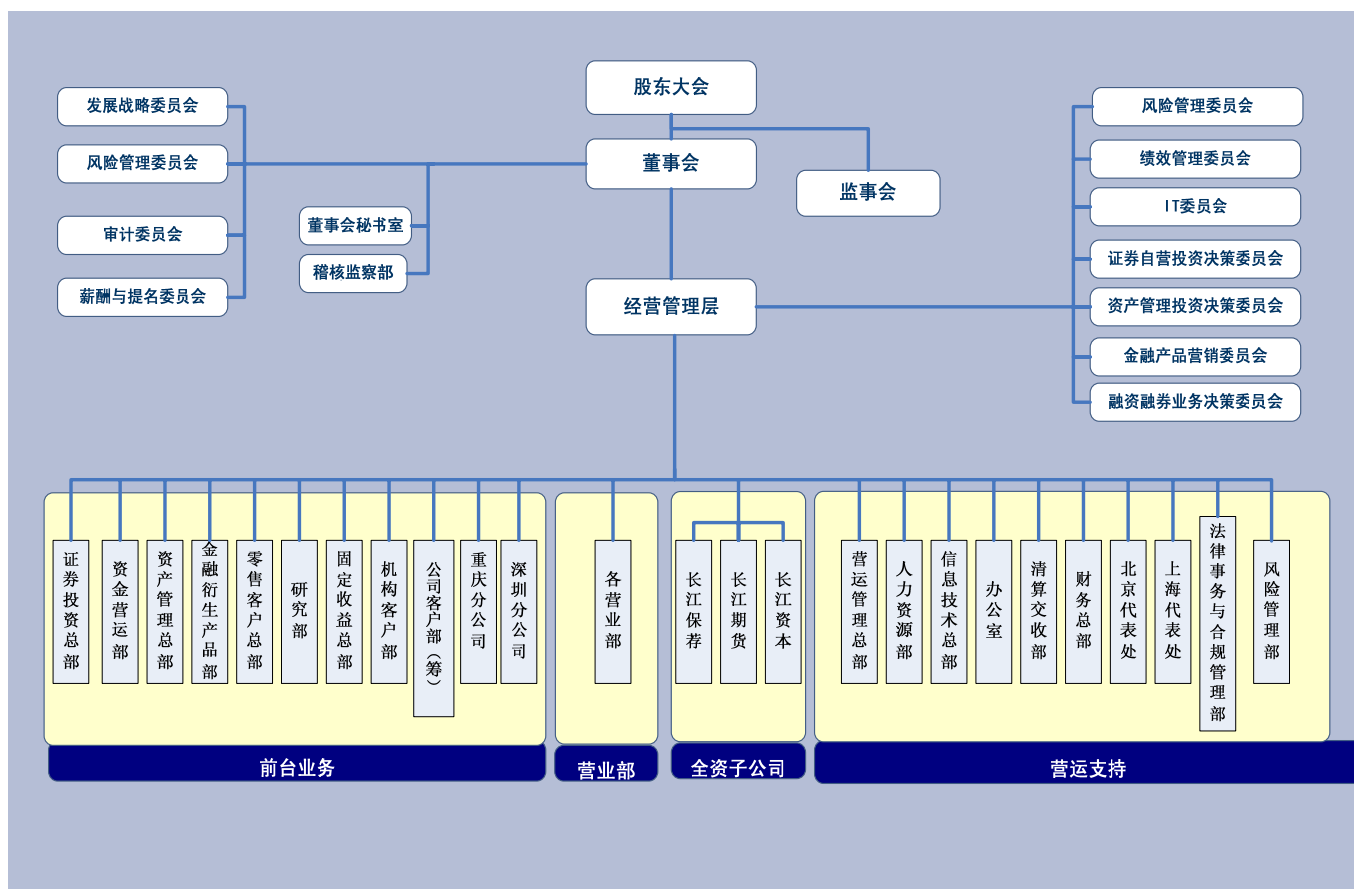 股东大会
发展战略委员会
风险管理委员会
董事会
风险管理委员会
绩效管理委员会
监事会
IT委员会
董事会秘书室
审计委员会
证券自营投资决策委员会
稽核监察部
薪酬与提名委员会
经营管理层
资产管理投资决策委员会
金融产品营销委员会
融资融券业务决策委员会
证券投资总部
资金营运部
资产管理总部
金融衍生产品部
零售客户总部
研究部
固定收益总部
机构客户部
公司客户部（筹）
重庆分公司
深圳分公司
各营业部
长江保荐
长江期货
长江资本
营运管理总部
人力资源部
信息技术总部
办公室
清算交收部
财务总部
北京代表处
上海代表处
法律事务与合规管理部
风险管理部
前台业务
营业部
全资子公司
营运支持